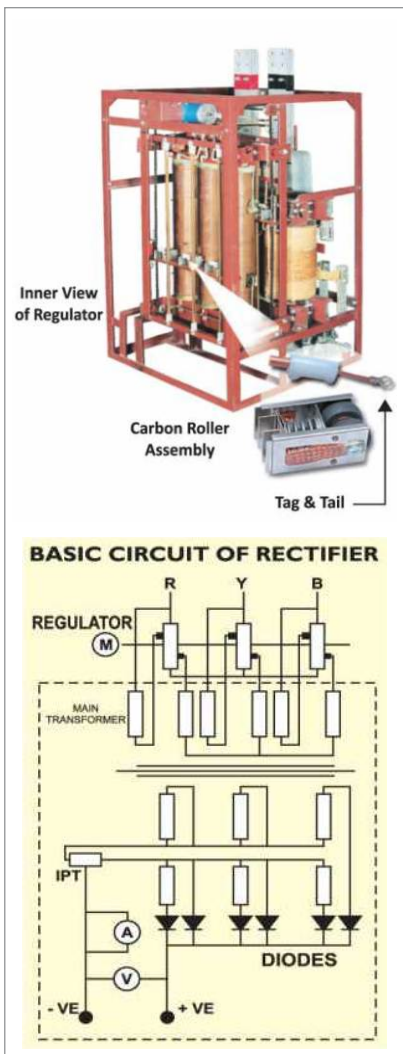 Inner View
of Regulator
Carbon Roller
Assembly
Tag & Tail
BASIC CIRCUIT OF RECTIFIER
R Y B
REGULATOR
M
MAIN
TRANSFORMER
IPT
A
DIODES
V
- VE + VE